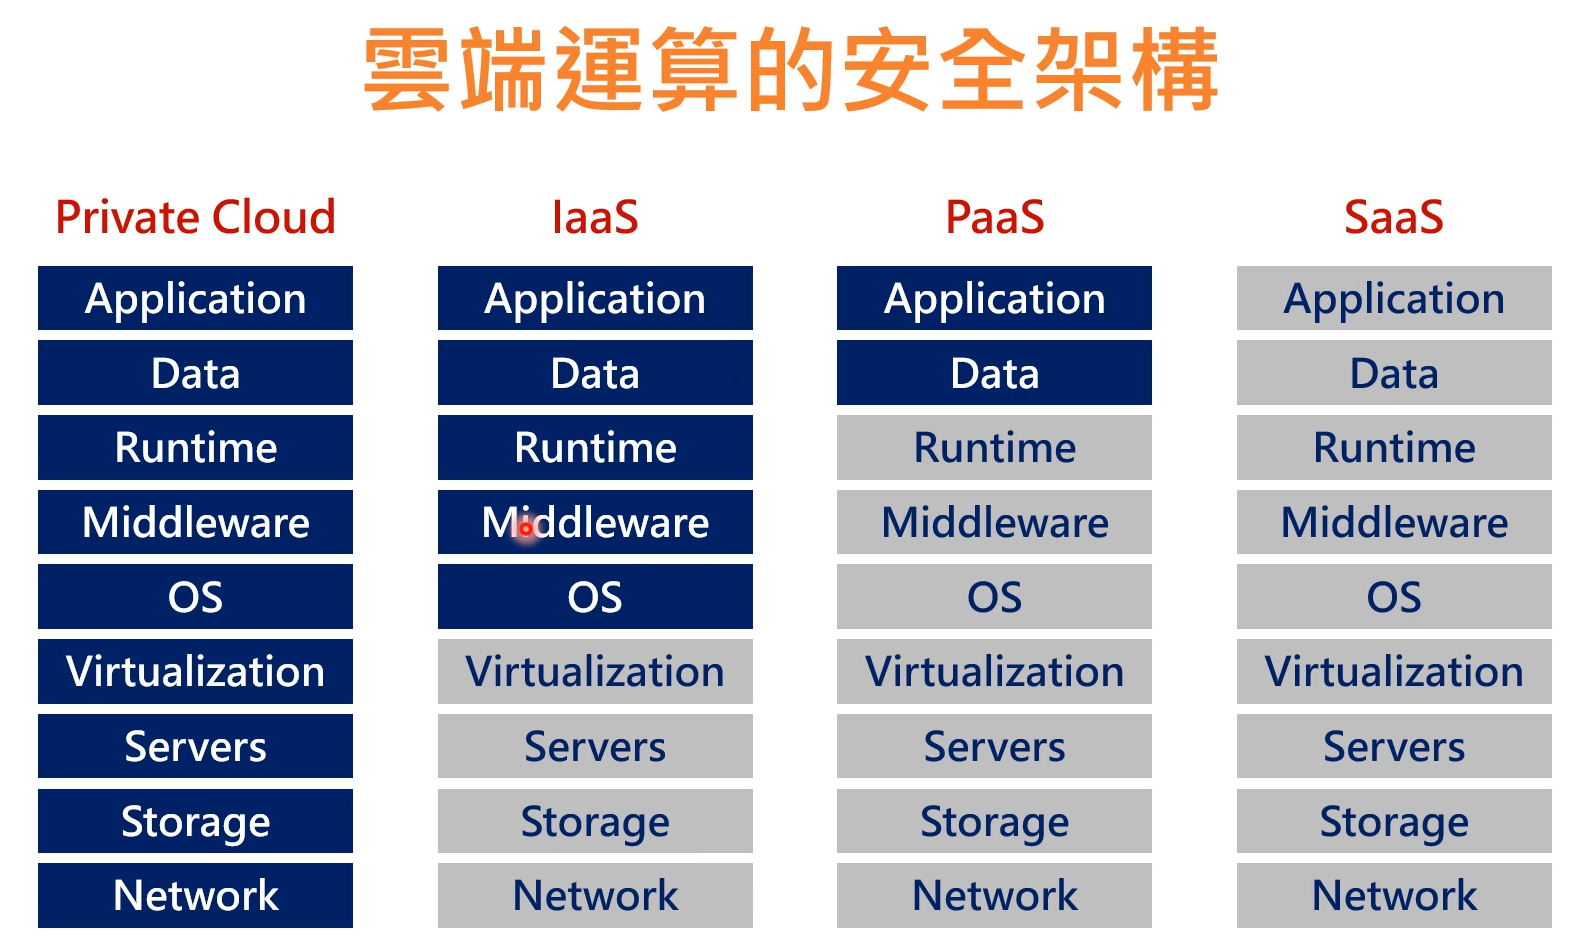 雲端運算的安全架構
Private Cloud
Application
Data
Runtime
Middleware
OS
Virtualization
Servers
Storage
Network
IaaS
Application
Data
Runtime
Middleware
OS
Virtualization
Servers
Storage
Network
PaaS
Application
Data
Runtime
Middleware
OS
Virtualization
Servers
Storage
Network
SaaS
Application
Data
Runtime
Middleware
OS
Virtualization
Servers
Storage
Network